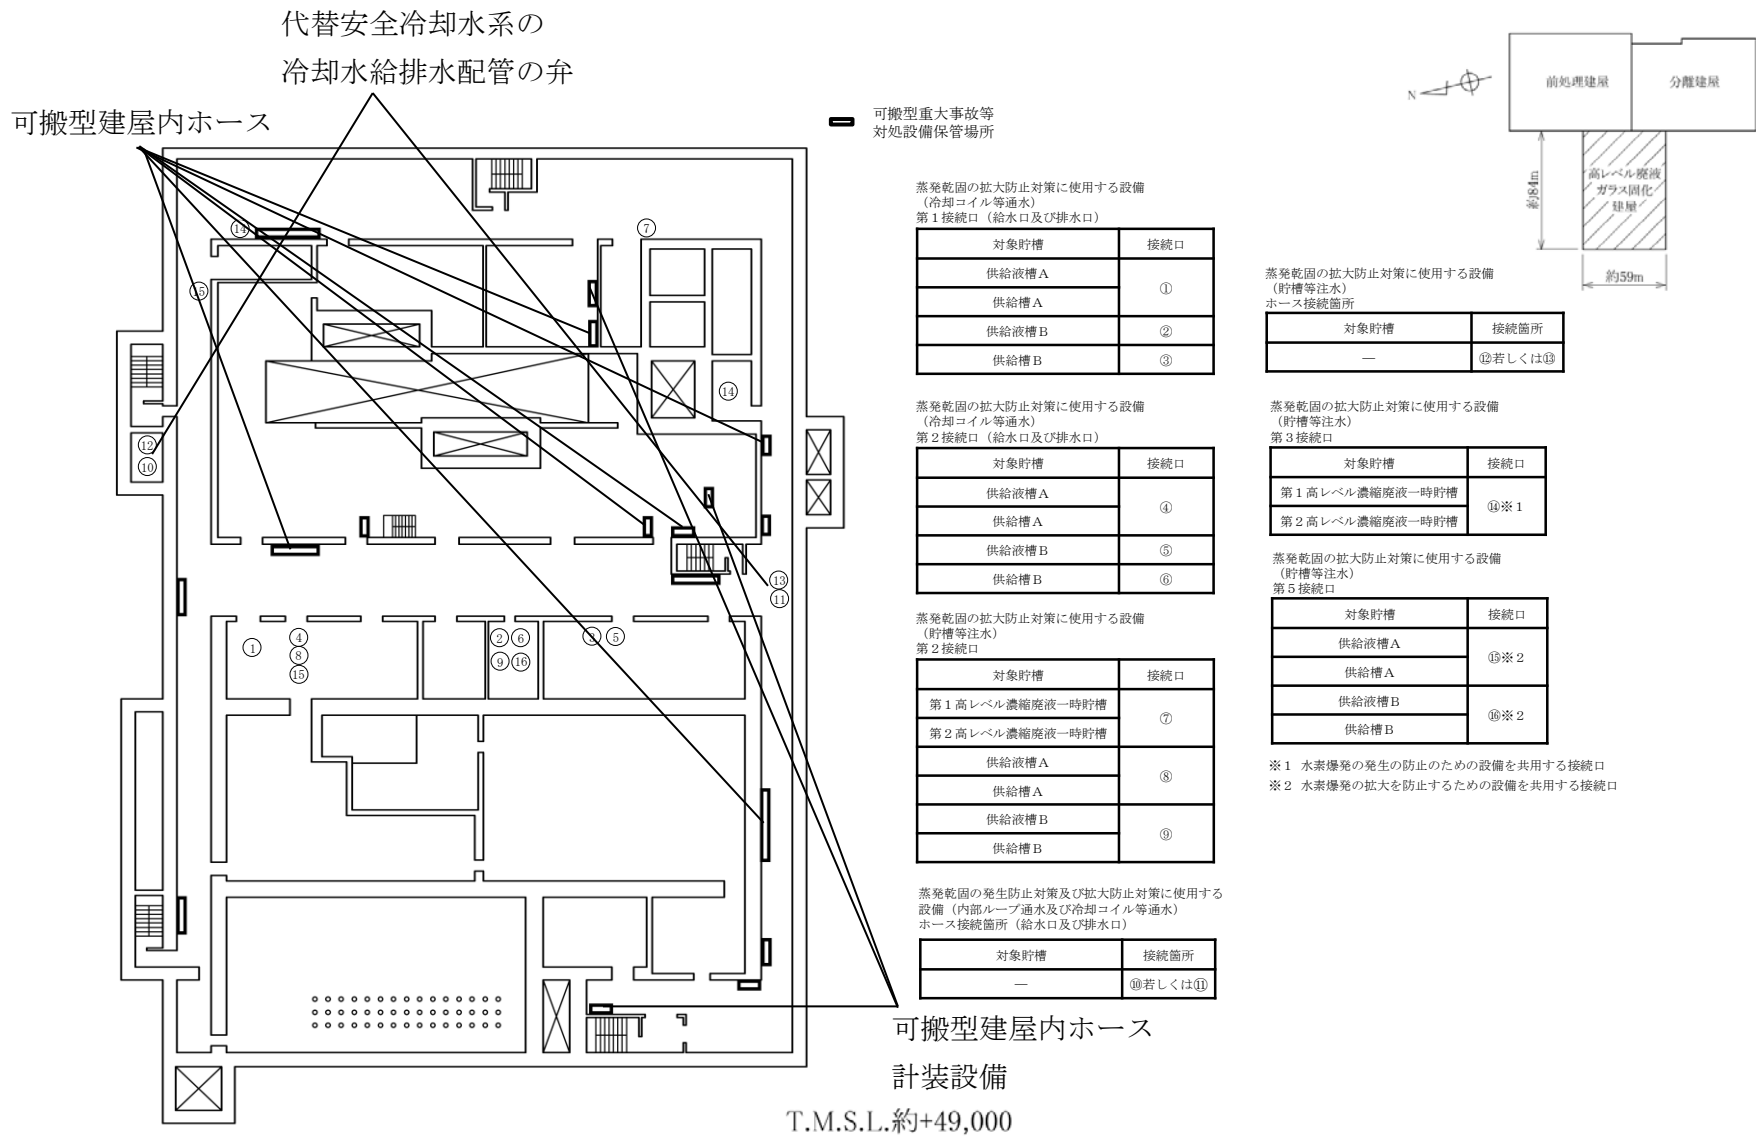 代替安全冷却水系の
冷却水給排水配管の弁
可搬型建屋内ホース
可搬型重大事故等
対処設備保管場所
N
前処理建屋
分離建屋
高レベル廃液
ガラス固化
建屋
約84m
約59m
⑭
⑦
⑮
⑭
⑫
⑩
⑬
⑪
①
④
⑧
⑮
② ⑥
⑨ ⑯
③ ⑤
蒸発乾固の拡大防止対策に使用する設備
（冷却コイル等通水）
第１接続口（給水口及び排水口）
対象貯槽 接続口
供給液槽Ａ ①
供給槽Ａ
供給液槽Ｂ ②
供給槽Ｂ ③
蒸発乾固の拡大防止対策に使用する設備
（冷却コイル等通水）
第２接続口（給水口及び排水口）
対象貯槽 接続口
供給液槽Ａ ④
供給槽Ａ
供給液槽Ｂ ⑤
供給槽Ｂ ⑥
蒸発乾固の拡大防止対策に使用する設備
（貯槽等注水）
第２接続口
対象貯槽 接続口
第１高レベル濃縮廃液一時貯槽 ⑦
第２高レベル濃縮廃液一時貯槽
供給液槽Ａ ⑧
供給槽Ａ
供給液槽Ｂ ⑨
供給槽Ｂ
蒸発乾固の発生防止対策及び拡大防止対策に使用する
設備（内部ループ通水及び冷却コイル等通水）
ホース接続箇所（給水口及び排水口）
対象貯槽 接続箇所
― ⑩若しくは⑪
蒸発乾固の拡大防止対策に使用する設備
（貯槽等注水）
ホース接続箇所
対象貯槽 接続箇所
― ⑫若しくは⑬
蒸発乾固の拡大防止対策に使用する設備
（貯槽等注水）
第３接続口
対象貯槽 接続口
第１高レベル濃縮廃液一時貯槽 ⑭※１
第２高レベル濃縮廃液一時貯槽
蒸発乾固の拡大防止対策に使用する設備
（貯槽等注水）
第５接続口
対象貯槽 接続口
供給液槽Ａ ⑮※２
供給槽Ａ
供給液槽Ｂ ⑯※２
供給槽Ｂ
※１ 水素爆発の発生の防止のための設備を共用する接続口
※２ 水素爆発の拡大を防止するための設備を共用する接続口
可搬型建屋内ホース
計装設備
T.M.S.L.約+49,000